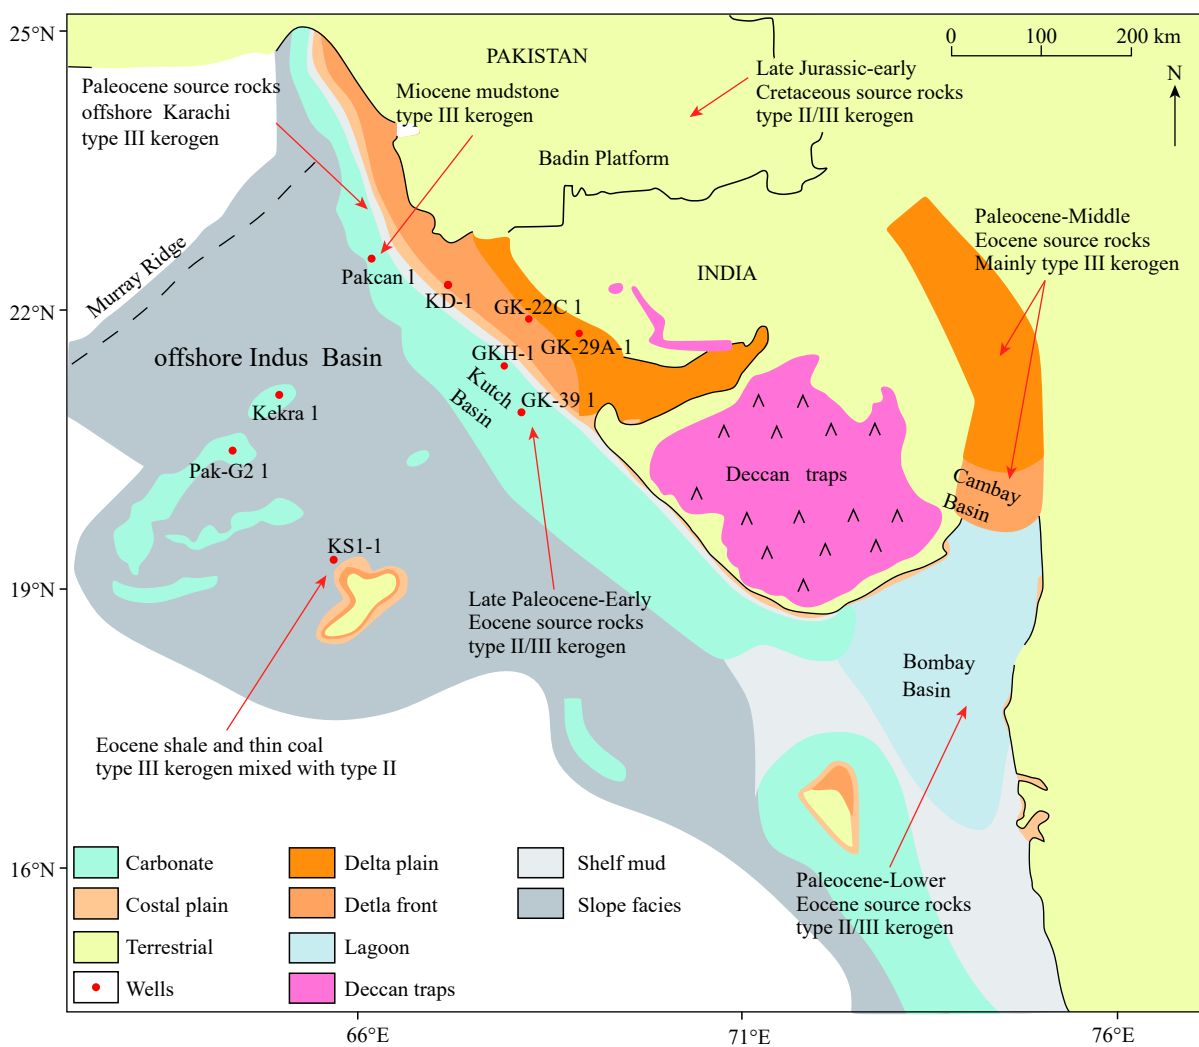 25°N
22°N
19°N
16°N
66°E
71°E
76°E
0 100 200 km
N
PAKISTAN
Late Jurassic-early
Cretaceous source rocks
type II/III kerogen
Paleocene source rocks
offshore Karachi
type III kerogen
Miocene mudstone
type III kerogen
Badin Platform
Paleocene-Middle
Eocene source rocks
Mainly type III kerogen
Murray Ridge
INDIA
Pakcan 1
KD-1
GK-22C 1
GK-29A-1
GKH-1
offshore Indus Basin
Kutch
Basin
GK-39 1
Kekra 1
Pak-G2 1
Deccan traps
Cambay
Basin
KS1-1
Late Paleocene-Early
Eocene source rocks
type II/III kerogen
Bombay
Basin
Eocene shale and thin coal
type III kerogen mixed with type II
Paleocene-Lower
Eocene source rocks
type II/III kerogen
Carbonate
Costal plain
Terrestrial
Wells
Delta plain
Detla front
Lagoon
Deccan traps
Shelf mud
Slope facies